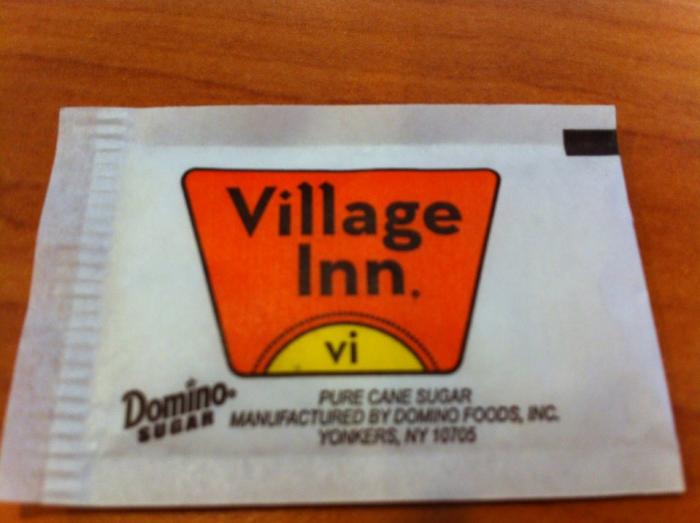 Village
Inn.
vi
Domino
SUGAR
PURE CANE SUGAR
MANUFACTURED BY DOMINO FOODS, INC.
YONKERS, NY 10705